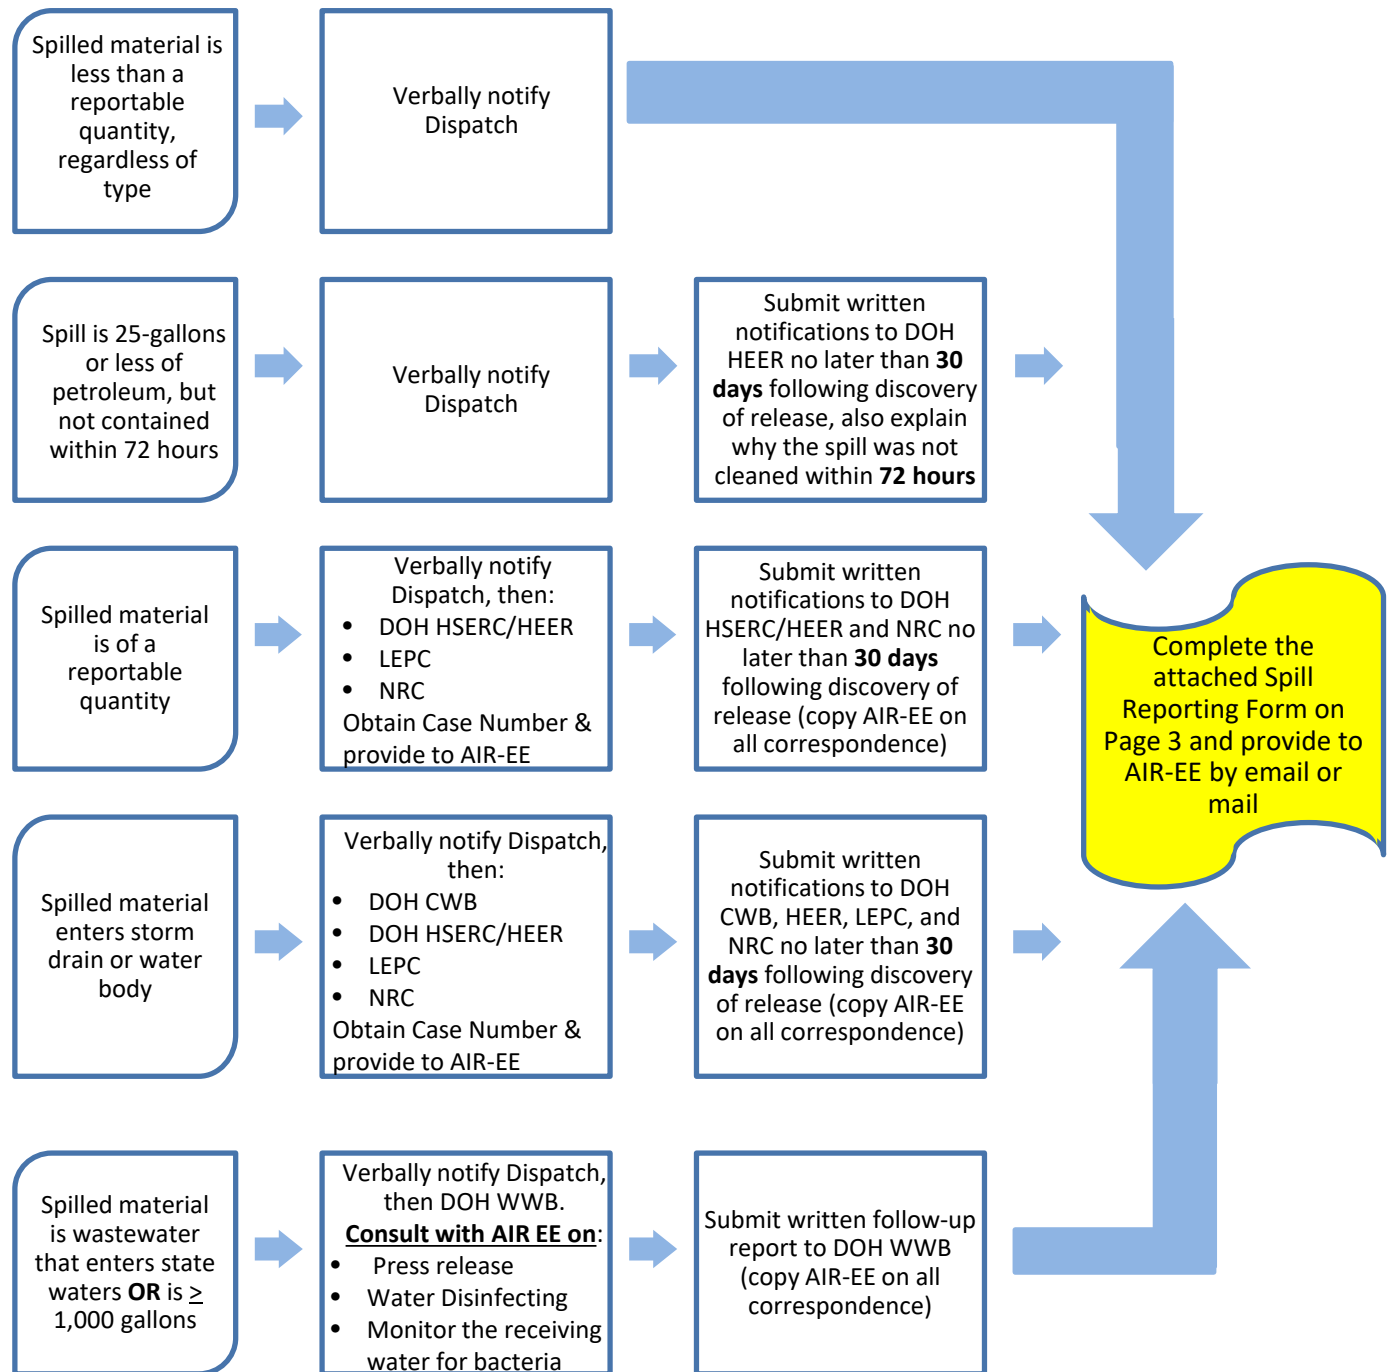 Spilled material is
less than a
reportable
quantity,
regardless of
type
Verbally notify
Dispatch
Spill is 25-gallons
or less of
petroleum, but
not contained
within 72 hours
Verbally notify
Dispatch
Submit written
notifications to DOH
HEER no later than 30
days following discovery
of release, also explain
why the spill was not
cleaned within 72 hours
Spilled material
is of a
reportable
quantity
Verbally notify
Dispatch, then:
• DOH HSERC/HEER
• LEPC
• NRC
Obtain Case Number &
provide to AIR-EE
Submit written
notifications to DOH
HSERC/HEER and NRC no
later than 30 days
following discovery of
release (copy AIR-EE on
all correspondence)
Complete the
attached Spill
Reporting Form on
Page 3 and provide to
AIR-EE by email or
mail
Spilled material
enters storm
drain or water
body
Verbally notify Dispatch,
then:
• DOH CWB
• DOH HSERC/HEER
• LEPC
• NRC
Obtain Case Number &
provide to AIR-EE
Submit written
notifications to DOH
CWB, HEER, LEPC, and
NRC no later than 30
days following discovery
of release (copy AIR-EE
on all correspondence)
Spilled material
is wastewater
that enters state
waters OR is ≥
1,000 gallons
Verbally notify Dispatch,
then DOH WWB.
Consult with AIR EE on:
• Press release
• Water Disinfecting
• Monitor the receiving
water for bacteria
Submit written follow-up
report to DOH WWB
(copy AIR-EE on all
correspondence)